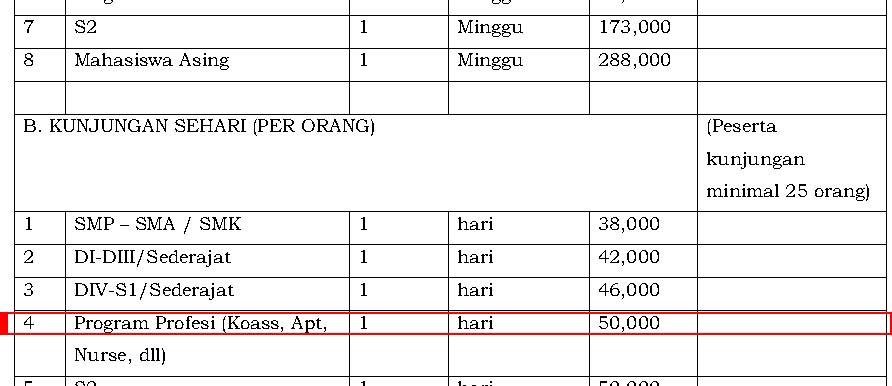 7 S2 1 Minggu 173,000
8 Mahasiswa Asing 1 Minggu 288,000
B. KUNJUNGAN SEHARI (PER ORANG) (Peserta
kunjungan
minimal 25 orang)
1 SMP – SMA / SMK 1 hari 38,000
2 DI-DIII/Sederajat 1 hari 42,000
3 DIV-S1/Sederajat 1 hari 46,000
4 Program Profesi (Koass, Apt, 1 hari 50,000
Nurse, dll)